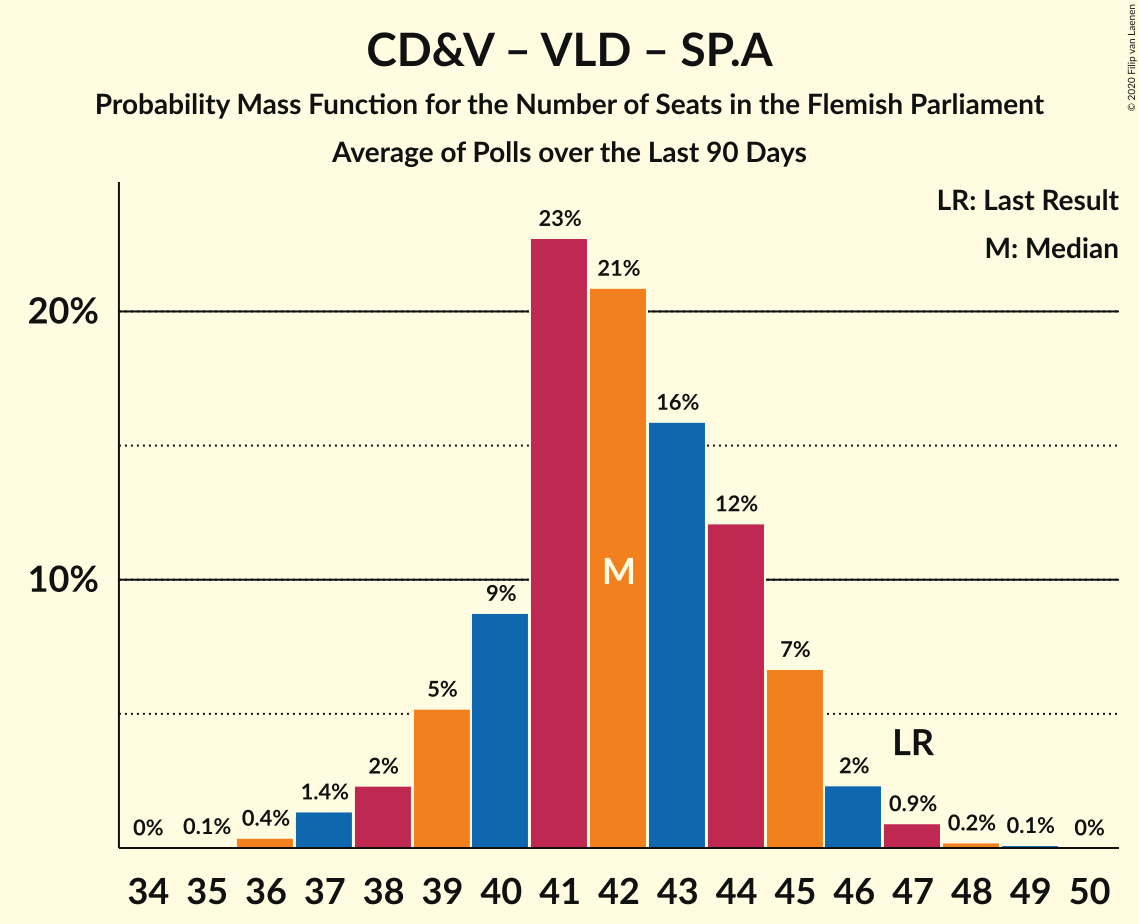 CD&V – VLD – SP.A
Probability Mass Function for the Number of Seats in the Flemish Parliament
Average of Polls over the Last 90 Days
© 2020 Filip van Laenen
LR: Last Result
M: Median
20%
10%
0% 0.1% 0.4% 1.4% 2% 5% 9% 23% 21% 16% 12% 7% 2% 0.9% 0.2% 0.1% 0%
M
LR
34 35 36 37 38 39 40 41 42 43 44 45 46 47 48 49 50